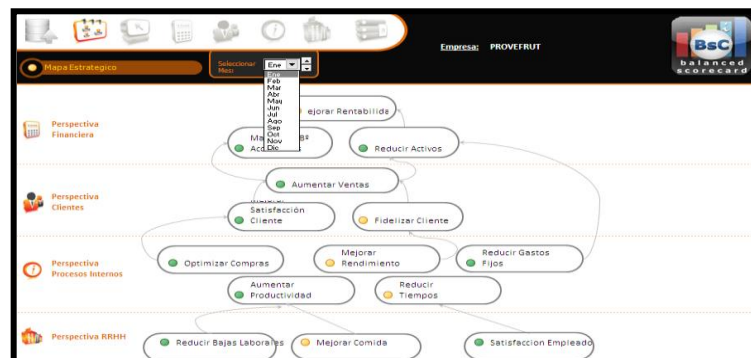 Empresa: PROVEFRUT
BSC
balanced
scorecard
Mapa Estrategico
Seleccionar
Mes:
Ene
Ene
Feb
Mar
Abr
May
Jun
Jul
Ago
Sep
Oct
Nov
Dic
ejorar Rentabilida
Perspectiva
Financiera
Reducir Activos
Aumentar Ventas
Perspectiva
Clientes
Satisfacción
Cliente
Fidelizar Cliente
Perspectiva
Procesos Internos
Optimizar Compras
Mejorar
Rendimiento
Reducir Gastos
Fijos
Aumentar
Productividad
Reducir
Tiempos
Perspectiva RRHH
Reducir Bajas Laborales
Mejorar Comida
Satisfaccion Empleado